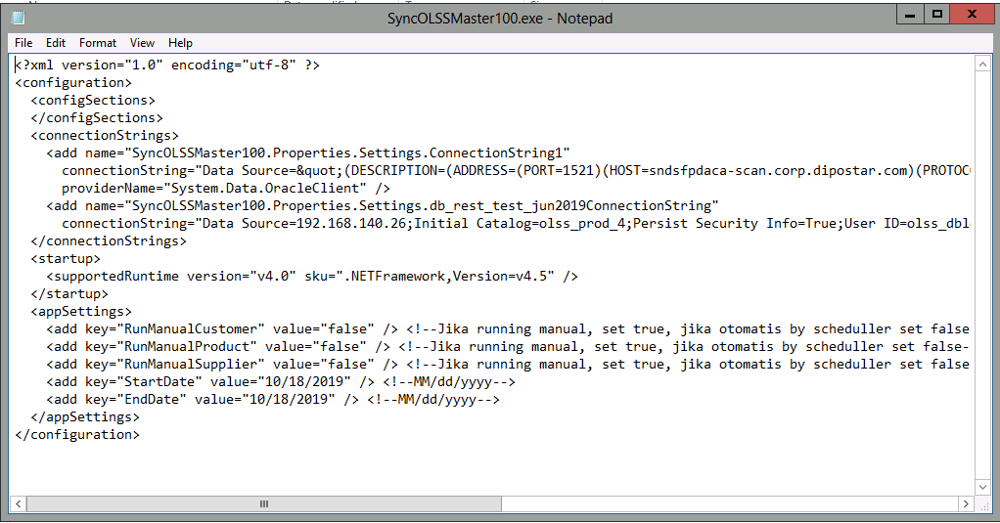 SyncOLSSMaster100.exe - Notepad
File Edit Format View Help
<?xml version="1.0" encoding="utf-8" ?>
<configuration>
  <configSections>
  </configSections>
  <connectionStrings>
    <add name="SyncOLSSMaster100.Properties.Settings.ConnectionString1"
      connectionString="Data Source=&quot;(DESCRIPTION=(ADDRESS=(PORT=1521)(HOST=sndsfpdaca-scan.corp.dipostar.com)(PROTOC
      providerName="System.Data.OracleClient" />
    <add name="SyncOLSSMaster100.Properties.Settings.db_rest_test_jun2019ConnectionString"
      connectionString="Data Source=192.168.140.26;Initial Catalog=olss_prod_4;Persist Security Info=True;User ID=olss_dbl
  </connectionStrings>
  <startup>
    <supportedRuntime version="v4.0" sku=".NETFramework,Version=v4.5" />
  </startup>
  <appSettings>
    <add key="RunManualCustomer" value="false" /> <!--Jika running manual, set true, jika otomatis by scheduller set false
    <add key="RunManualProduct" value="false" /> <!--Jika running manual, set true, jika otomatis by scheduller set false-
    <add key="RunManualSupplier" value="false" /> <!--Jika running manual, set true, jika otomatis by scheduller set false
    <add key="StartDate" value="10/18/2019" /> <!--MM/dd/yyyy-->
    <add key="EndDate" value="10/18/2019" /> <!--MM/dd/yyyy-->
  </appSettings>
</configuration>